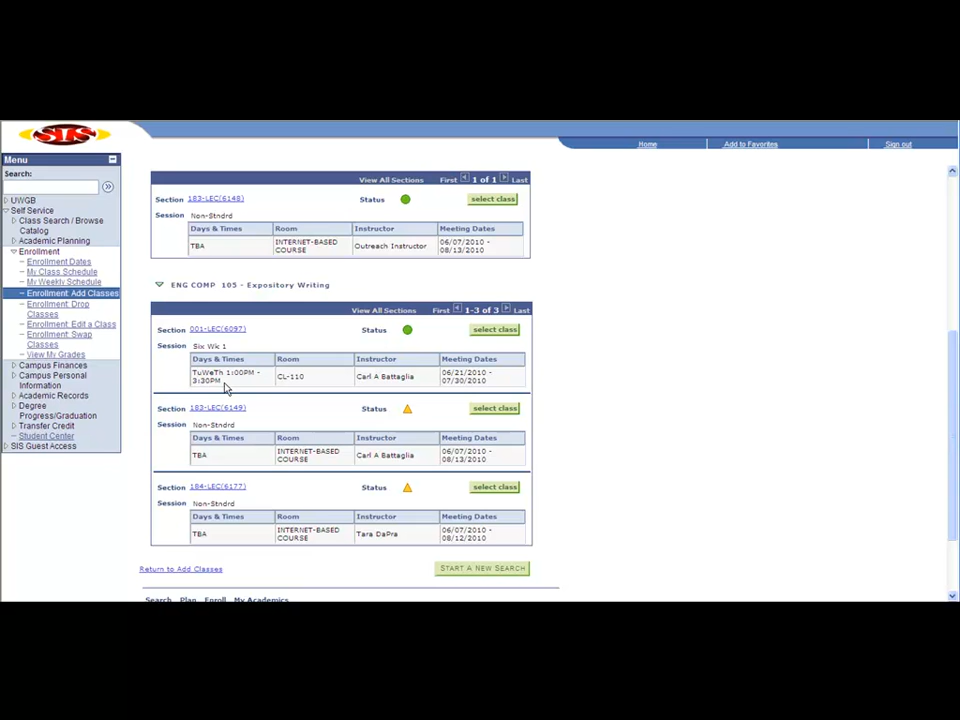 SIS
Home
Add to Favorites
Sign out
Menu
Search:
UWGB
Self Service
Class Search / Browse
Catalog
Academic Planning
Enrollment
Enrollment Dates
My Class Schedule
My Weekly Schedule
Enrollment: Add Classes
Enrollment: Drop
Classes
Enrollment: Edit a Class
Enrollment: Swap
Classes
View My Grades
Campus Finances
Campus Personal
Information
Academic Records
Degree
Progress/Graduation
Transfer Credit
Student Center
SIS Guest Access
View All Sections First 1 of 1 Last
Section 183-LEC(6148) Status select class
Session Non-Stndrd
Days & Times Room Instructor Meeting Dates
TBA INTERNET-BASED COURSE Outreach Instructor 06/07/2010 - 08/13/2010
ENG COMP 105 - Expository Writing
View All Sections First 1-3 of 3 Last
Section 001-LEC(6097) Status select class
Session Six Wk 1
Days & Times Room Instructor Meeting Dates
TuWeTh 1:00PM - 3:30PM CL-110 Carl A Battaglia 06/21/2010 - 07/30/2010
Section 183-LEC(6149) Status select class
Session Non-Stndrd
Days & Times Room Instructor Meeting Dates
TBA INTERNET-BASED COURSE Carl A Battaglia 06/07/2010 - 08/13/2010
Section 184-LEC(6177) Status select class
Session Non-Stndrd
Days & Times Room Instructor Meeting Dates
TBA INTERNET-BASED COURSE Tara DaPra 06/07/2010 - 08/12/2010
Return to Add Classes START A NEW SEARCH
Search Plan Enroll My Academics